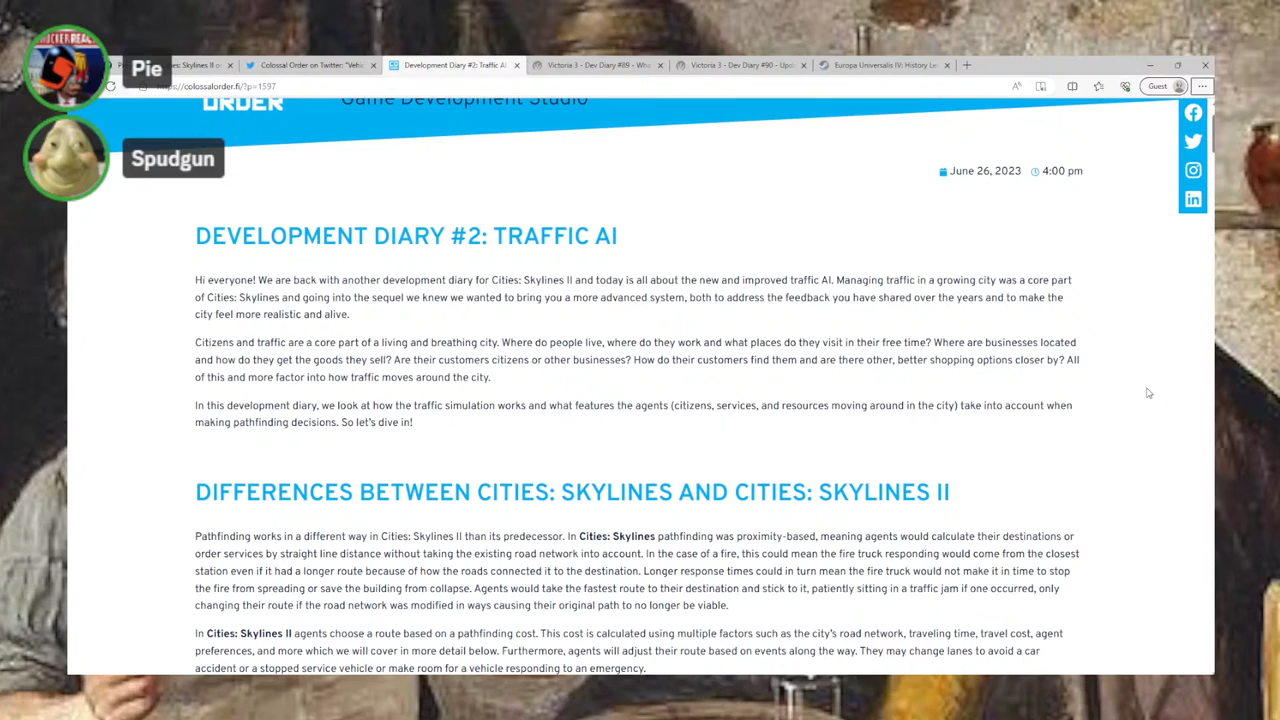 Pie
Spudgun
Skylines II
Colossal Order on Twitter: "Vehic
Development Diary #2: Traffic AI
Victoria 3 - Dev Diary #89 - Wha
Victoria 3 - Dev Diary #90 - Upd
Europa Universalis IV: History Le
https://colossalorder.fi/?p=1597
Guest
ORDER
Game Development Studio
June 26, 2023 4:00 pm
DEVELOPMENT DIARY #2: TRAFFIC AI
Hi everyone! We are back with another development diary for Cities: Skylines II and today is all about the new and improved traffic AI. Managing traffic in a growing city was a core part
of Cities: Skylines and going into the sequel we knew we wanted to bring you a more advanced system, both to address the feedback you have shared over the years and to make the
city feel more realistic and alive.
Citizens and traffic are a core part of a living and breathing city. Where do people live, where do they work and what places do they visit in their free time? Where are businesses located
and how do they get the goods they sell? Are their customers citizens or other businesses? How do their customers find them and are there other, better shopping options closer by? All
of this and more factor into how traffic moves around the city.
In this development diary, we look at how the traffic simulation works and what features the agents (citizens, services, and resources moving around in the city) take into account when
making pathfinding decisions. So let's dive in!
DIFFERENCES BETWEEN CITIES: SKYLINES AND CITIES: SKYLINES II
Pathfinding works in a different way in Cities: Skylines II than its predecessor. In Cities: Skylines pathfinding was proximity-based, meaning agents would calculate their destinations or
order services by straight line distance without taking the existing road network into account. In the case of a fire, this could mean the fire truck responding would come from the closest
station even if it had a longer route because of how the roads connected it to the destination. Longer response times could in turn mean the fire truck would not make it in time to stop
the fire from spreading or save the building from collapse. Agents would take the fastest route to their destination and stick to it, patiently sitting in a traffic jam if one occurred, only
changing their route if the road network was modified in ways causing their original path to no longer be viable.
In Cities: Skylines II agents choose a route based on a pathfinding cost. This cost is calculated using multiple factors such as the city's road network, traveling time, travel cost, agent
preferences, and more which we will cover in more detail below. Furthermore, agents will adjust their route based on events along the way. They may change lanes to avoid a car
accident or a stopped service vehicle or make room for a vehicle responding to an emergency.